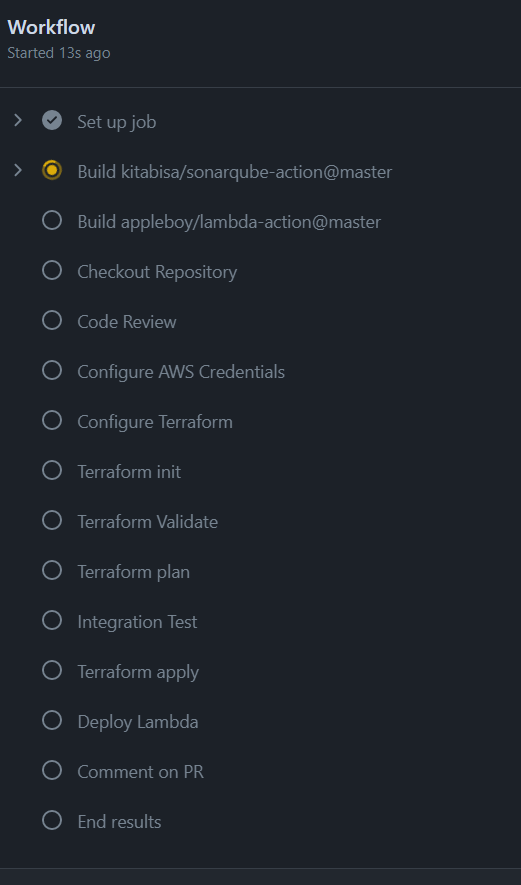 Workflow
Started 13s ago
Set up job
Build kitabisa/sonarqube-action@master
Build appleboy/lambda-action@master
Checkout Repository
Code Review
Configure AWS Credentials
Configure Terraform
Terraform init
Terraform Validate
Terraform plan
Integration Test
Terraform apply
Deploy Lambda
Comment on PR
End results